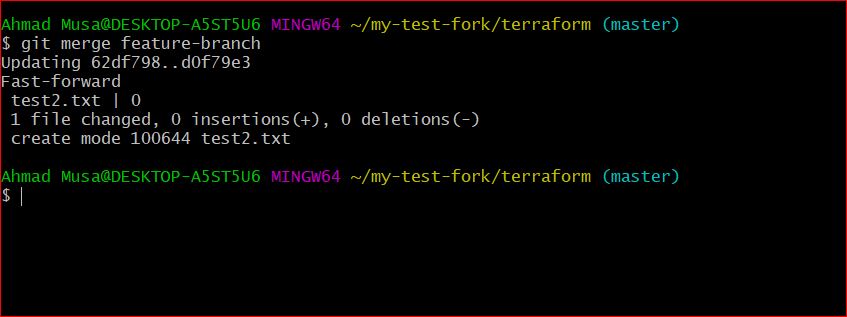 Ahmad Musa@DESKTOP-A5ST5U6 MINGW64 ~/my-test-fork/terraform (master)
$ git merge feature-branch
Updating 62df798..d0f79e3
Fast-forward
 test2.txt | 0
 1 file changed, 0 insertions(+), 0 deletions(-)
 create mode 100644 test2.txt

Ahmad Musa@DESKTOP-A5ST5U6 MINGW64 ~/my-test-fork/terraform (master)
$